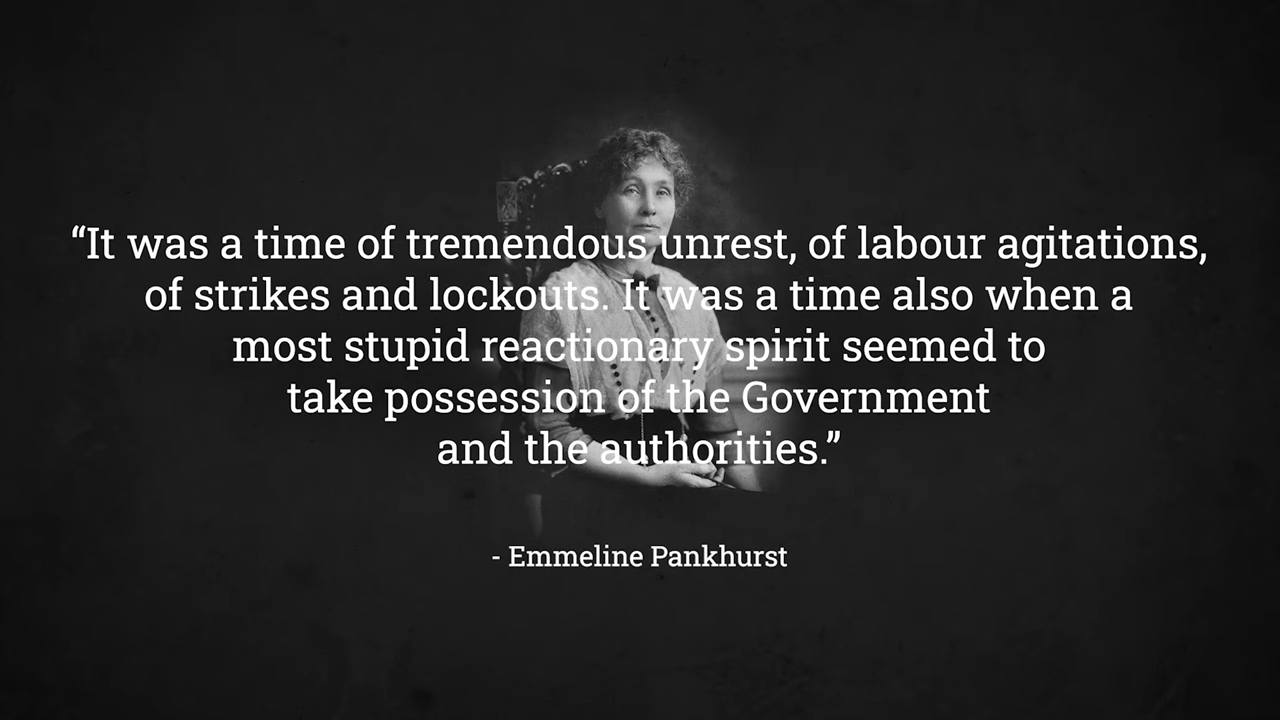 “It was a time of tremendous unrest, of labour agitations,
of strikes and lockouts. It was a time also when a
most stupid reactionary spirit seemed to
take possession of the Government
and the authorities.”
- Emmeline Pankhurst